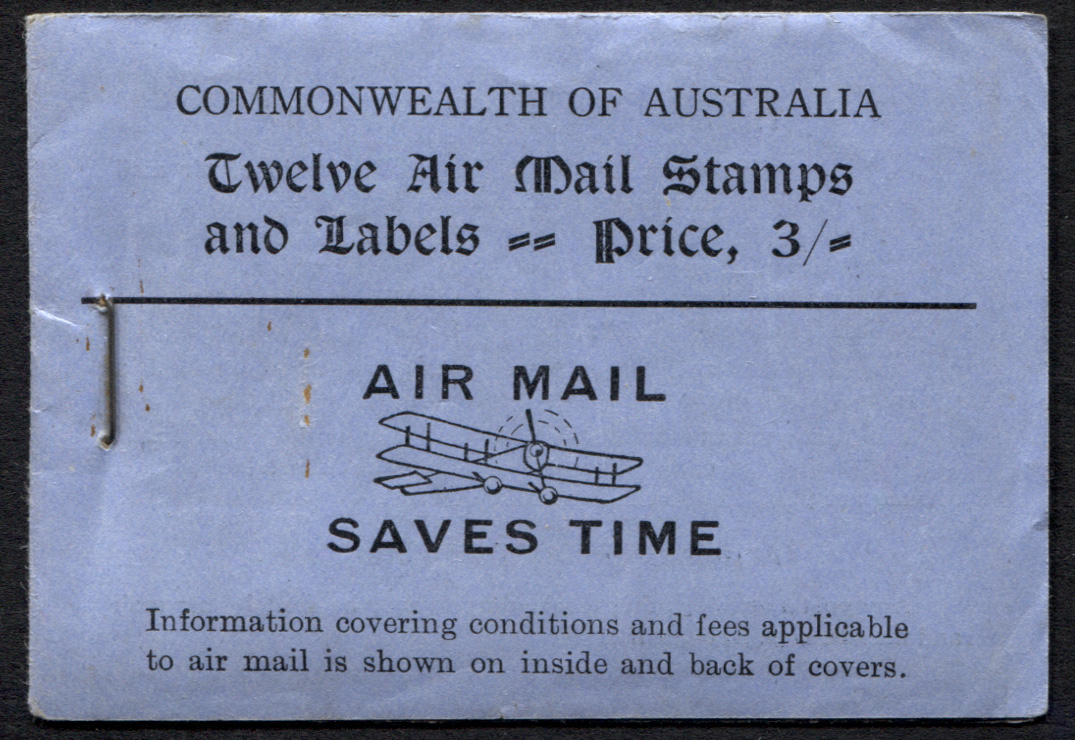 COMMONWEALTH OF AUSTRALIA
Twelve Air Mail Stamps
and Labels -- Price, 3/-
AIR MAIL
SAVES TIME
Information covering conditions and fees applicable
to air mail is shown on inside and back of covers.